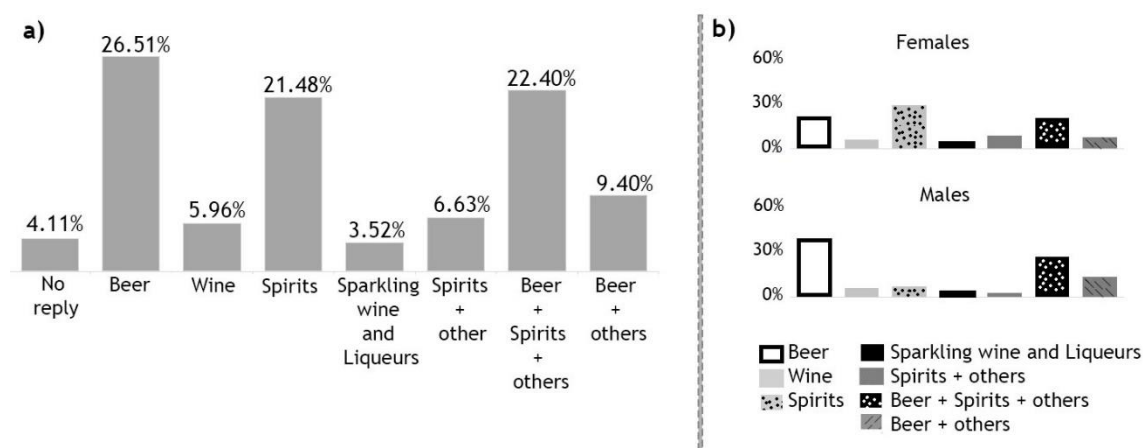 a)
26.51%
22.40%
21.48%
9.40%
6.63%
5.96%
4.11%
3.52%
No
reply
Beer
Wine
Spirits
Sparkling
wine
and
Liqueurs
Spirits
+
other
Beer
+
Spirits
+
others
Beer
+
others
b)
Females
60%
30%
0%
Males
60%
30%
0%
Beer
Wine
Spirits
Sparkling wine and Liqueurs
Spirits + others
Beer + Spirits + others
Beer + others